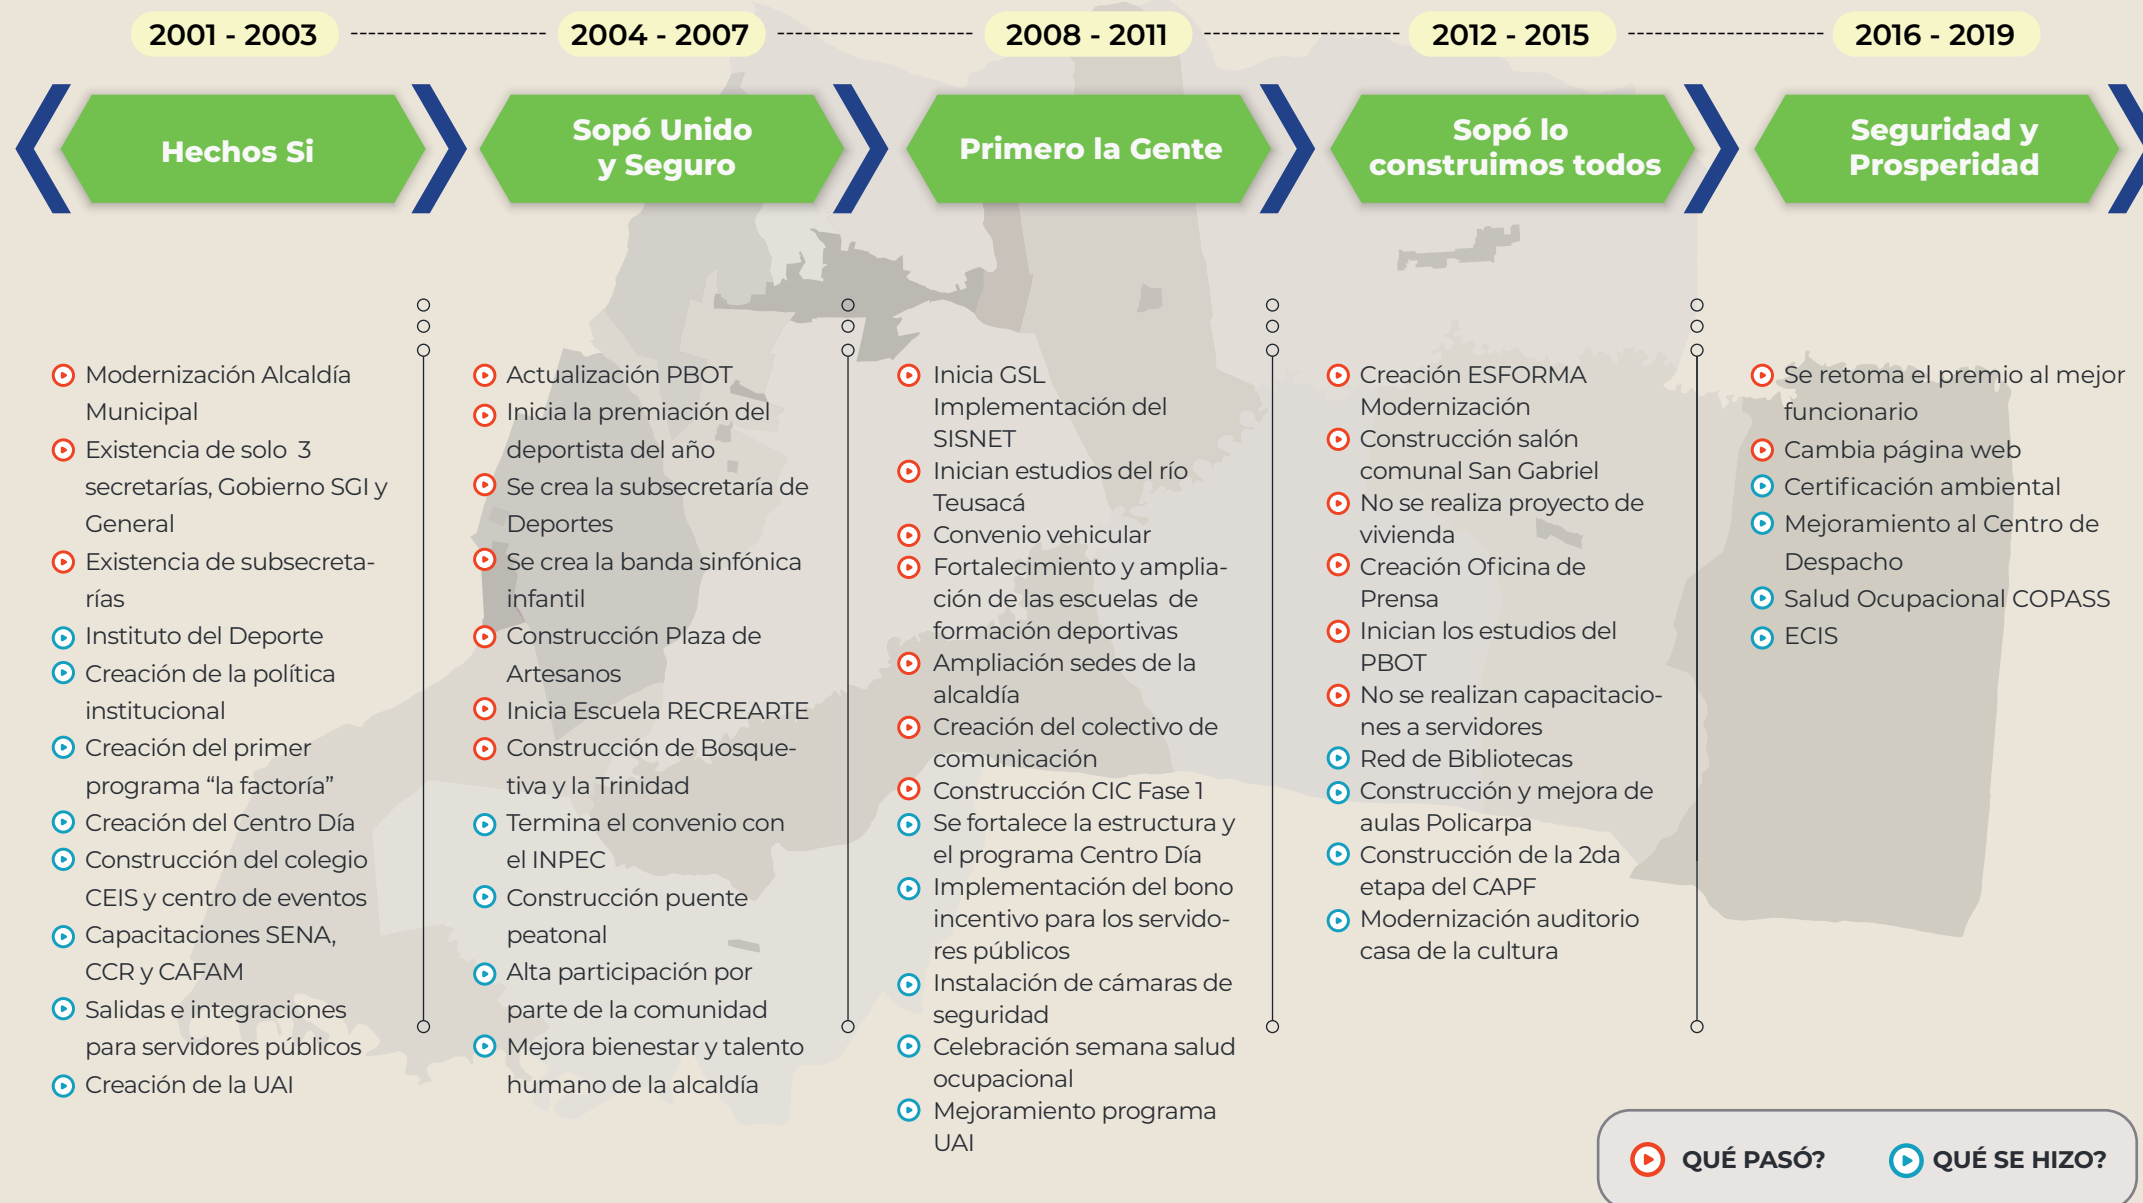 2001 - 2003
2004 - 2007
2008 - 2011
2012 - 2015
2016 - 2019
Hechos Si
Sopó Unido
y Seguro
Primero la Gente
Sopó lo
construimos todos
Seguridad y
Prosperidad
Modernización Alcaldía
Municipal
Existencia de solo 3
secretarías, Gobierno SGI y
General
Existencia de subsecreta-
rías
Instituto del Deporte
Creación de la política
institucional
Creación del primer
programa “la factoría”
Creación del Centro Día
Construcción del colegio
CEIS y centro de eventos
Capacitaciones SENA,
CCR y CAFAM
Salidas e integraciones
para servidores públicos
Creación de la UAI
Actualización PBOT
Inicia la premiación del
deportista del año
Se crea la subsecretaría de
Deportes
Se crea la banda sinfónica
infantil
Construcción Plaza de
Artesanos
Inicia Escuela RECREARTE
Construcción de Bosque-
tiva y la Trinidad
Termina el convenio con
el INPEC
Construcción puente
peatonal
Alta participación por
parte de la comunidad
Mejora bienestar y talento
humano de la alcaldía
Inicia GSL
Implementación del
SISNET
Inician estudios del río
Teusacá
Convenio vehicular
Fortalecimiento y amplia-
ción de las escuelas de
formación deportivas
Ampliación sedes de la
alcaldía
Creación del colectivo de
comunicación
Construcción CIC Fase 1
Se fortalece la estructura y
el programa Centro Día
Implementación del bono
incentivo para los servido-
res públicos
Instalación de cámaras de
seguridad
Celebración semana salud
ocupacional
Mejoramiento programa
UAI
Creación ESFORMA
Modernización
Construcción salón
comunal San Gabriel
No se realiza proyecto de
vivienda
Creación Oficina de
Prensa
Inician los estudios del
PBOT
No se realizan capacitacio-
nes a servidores
Red de Bibliotecas
Construcción y mejora de
aulas Policarpa
Construcción de la 2da
etapa del CAPF
Modernización auditorio
casa de la cultura
Se retoma el premio al mejor
funcionario
Cambia página web
Certificación ambiental
Mejoramiento al Centro de
Despacho
Salud Ocupacional COPASS
ECIS
QUÉ PASÓ?
QUÉ SE HIZO?